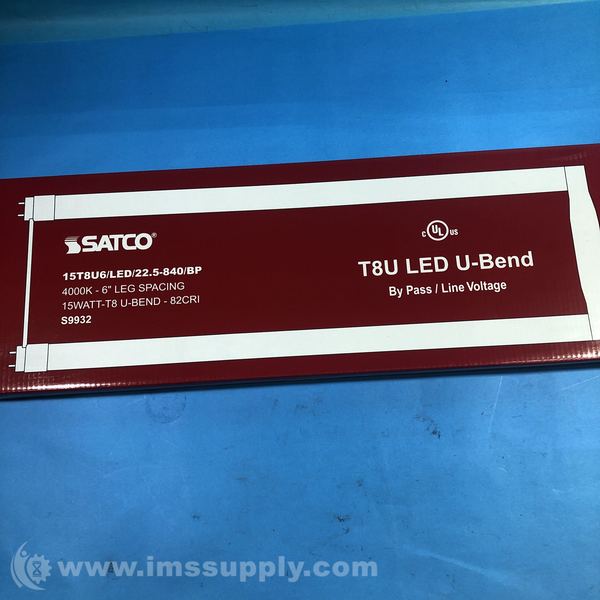 SATCO®
15T8U6/LED/22.5-840/BP
4000K - 6" LEG SPACING
15WATT-T8 U-BEND - 82CRI
S9932
C UL US
T8U LED U-Bend
By Pass / Line Voltage
www.imssupply.com